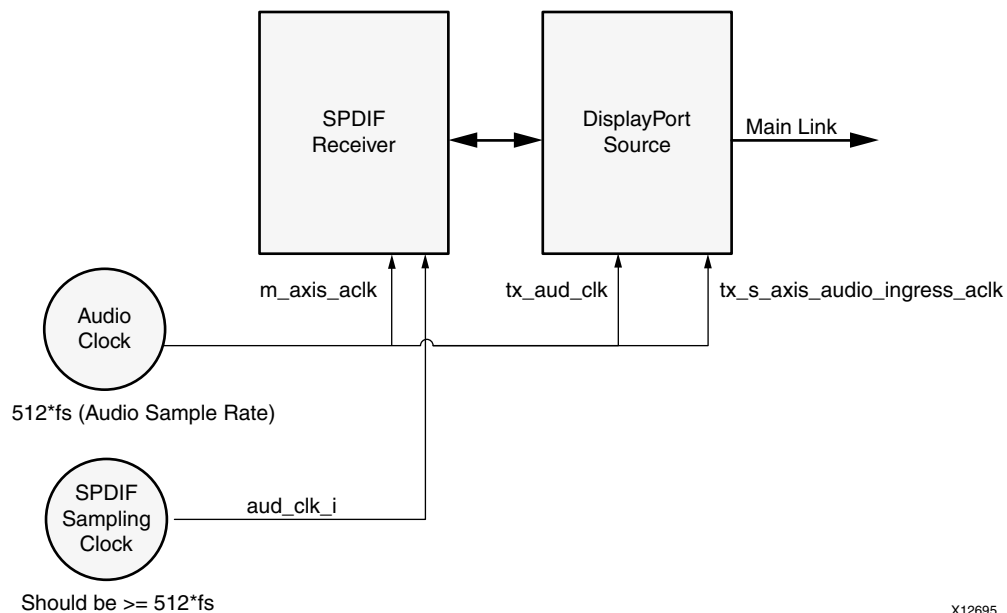 SPDIF
Receiver
DisplayPort
Source
Main Link
m_axis_aclk
tx_aud_clk
tx_s_axis_audio_ingress_aclk
Audio
Clock
512*fs (Audio Sample Rate)
SPDIF
Sampling
Clock
aud_clk_i
Should be >= 512*fs
X12695